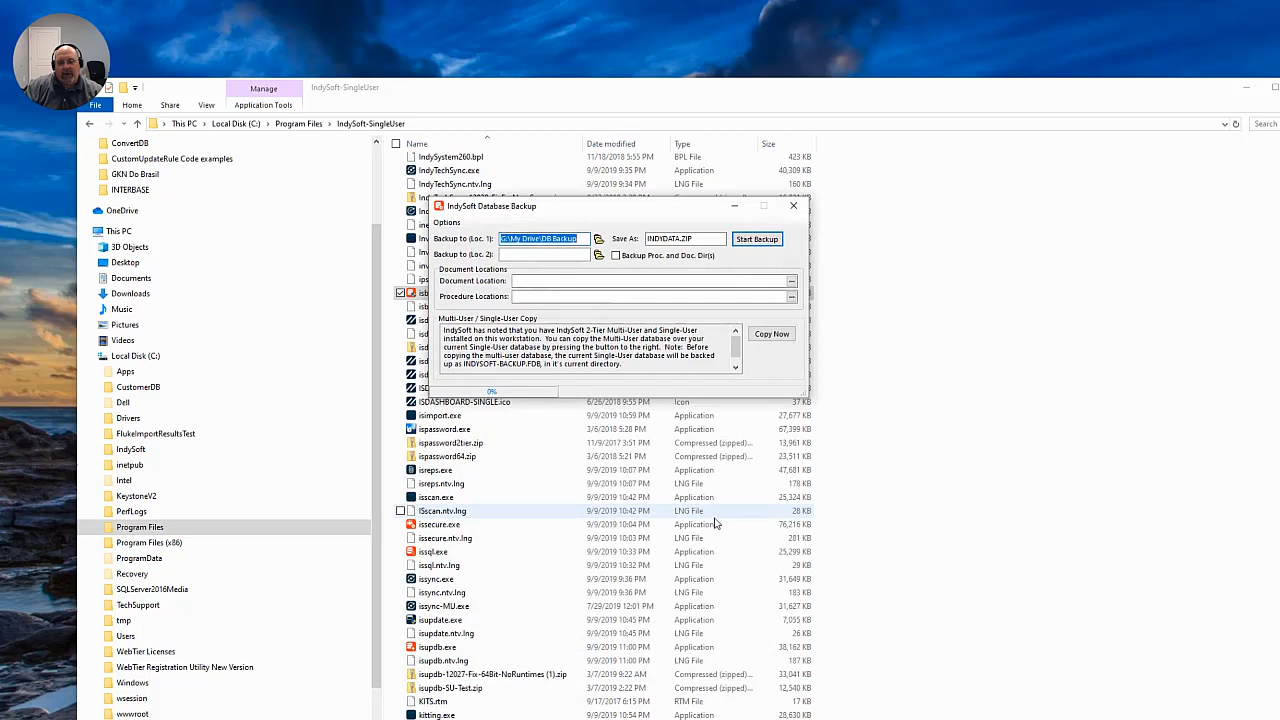 Manage
IndySoft-SingleUser
File
Home
Share
View
Application Tools
This PC
Local Disk (C:)
Program Files
IndySoft-SingleUser
Search
ConvertDB
CustomUpdateRule Code examples
GKN Do Brasil
INTERBASE
OneDrive
This PC
3D Objects
Desktop
Documents
Downloads
Music
Pictures
Videos
Local Disk (C:)
Apps
CustomerDB
Dell
Drivers
FlukeImportResultsTest
IndySoft
inetpub
Intel
KeystoneV2
PerfLogs
Program Files
Program Files (x86)
ProgramData
Recovery
SQLServer2016Media
TechSupport
tmp
Users
WebTier Licenses
WebTier Registration Utility New Version
Windows
wsession
wwwroot
Name Date modified Type Size
IndySystem260.bpl 11/18/2018 5:55 PM BPL File 423 KB
IndyTechSync.exe 9/9/2019 9:35 PM Application 40,309 KB
IndyTechSync.ntv.lng 9/9/2019 9:34 PM LNG File 160 KB
IndySoft Database Backup
Options
Backup to (Loc. 1): G:\My Drive\DB Backup Save As: INDYDATA.ZIP Start Backup
Backup to (Loc. 2): Backup Proc. and Doc. Dir(s)
Document Locations
Document Location: ...
Procedure Locations: ...
Multi-User / Single-User Copy
IndySoft has noted that you have IndySoft 2-Tier Multi-User and Single-User
installed on this workstation. You can copy the Multi-User database over your
current Single-User database by pressing the button to the right. Note: Before
copying the multi-user database, the current Single-User database will be backed
up as INDYSOFT-BACKUP.FDB, in it's current directory.
Copy Now
0%
ISDASHBOARD-SINGLE.ico 6/26/2018 9:55 PM Icon 37 KB
isimport.exe 9/9/2019 10:59 PM Application 27,677 KB
ispassword.exe 3/6/2018 5:28 PM Application 67,399 KB
ispassword2tier.zip 11/9/2017 3:51 PM Compressed (zipped)... 13,961 KB
ispassword64.zip 3/6/2018 5:21 PM Compressed (zipped)... 23,511 KB
isreps.exe 9/9/2019 10:07 PM Application 47,681 KB
isreps.ntv.lng 9/9/2019 10:07 PM LNG File 178 KB
isscan.exe 9/9/2019 10:42 PM Application 25,324 KB
ISscan.ntv.lng 9/9/2019 10:42 PM LNG File 28 KB
issecure.exe 9/9/2019 10:04 PM Application 76,216 KB
issecure.ntv.lng 9/9/2019 10:04 PM LNG File 281 KB
issql.exe 9/9/2019 10:33 PM Application 25,299 KB
issql.ntv.lng 9/9/2019 10:32 PM LNG File 29 KB
issync.exe 9/9/2019 9:36 PM Application 31,649 KB
issync.ntv.lng 9/9/2019 9:36 PM LNG File 182 KB
issync-MU.exe 7/29/2019 12:01 PM Application 31,627 KB
isupdate.exe 9/9/2019 10:45 PM Application 7,055 KB
isupdate.ntv.lng 9/9/2019 10:45 PM LNG File 26 KB
isupdb.exe 9/9/2019 11:00 PM Application 38,162 KB
isupdb.ntv.lng 9/9/2019 11:00 PM LNG File 187 KB
isupdb-12027-Fix-64Bit-NoRuntimes (1).zip 3/7/2018 9:22 AM Compressed (zipped)... 33,041 KB
isupdb-SU-Test.zip 3/7/2018 2:22 PM Compressed (zipped)... 12,540 KB
KITS.rtm 9/17/2017 6:15 PM RTM File 17 KB
kitting.exe 9/9/2019 10:54 PM Application 28,630 KB